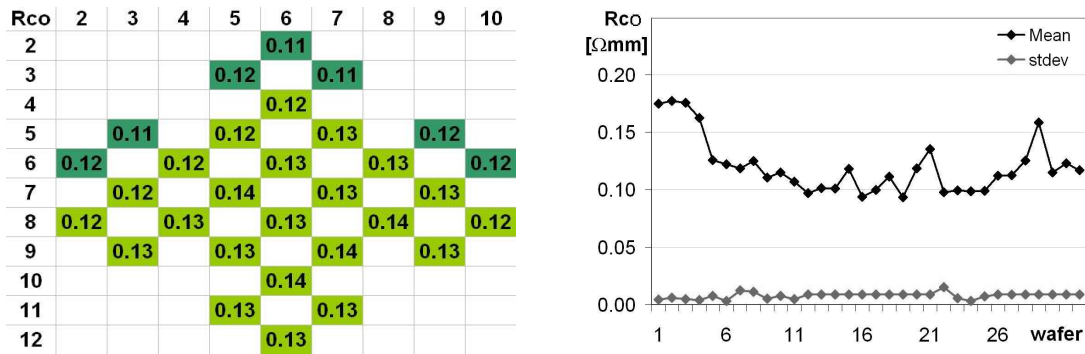 Rco 2 3 4 5 6 7 8 9 10
2 0.11
3 0.12 0.11
4 0.12
5 0.11 0.12 0.13 0.12
6 0.12 0.12 0.13 0.13 0.12
7 0.12 0.14 0.13 0.13
8 0.12 0.13 0.13 0.14 0.12
9 0.13 0.13 0.14 0.13
10 0.14
11 0.13 0.13
12 0.13
Rco
[Ωmm]
Mean
stdev
0.20
0.15
0.10
0.05
0.00
1 6 11 16 21 26 wafer